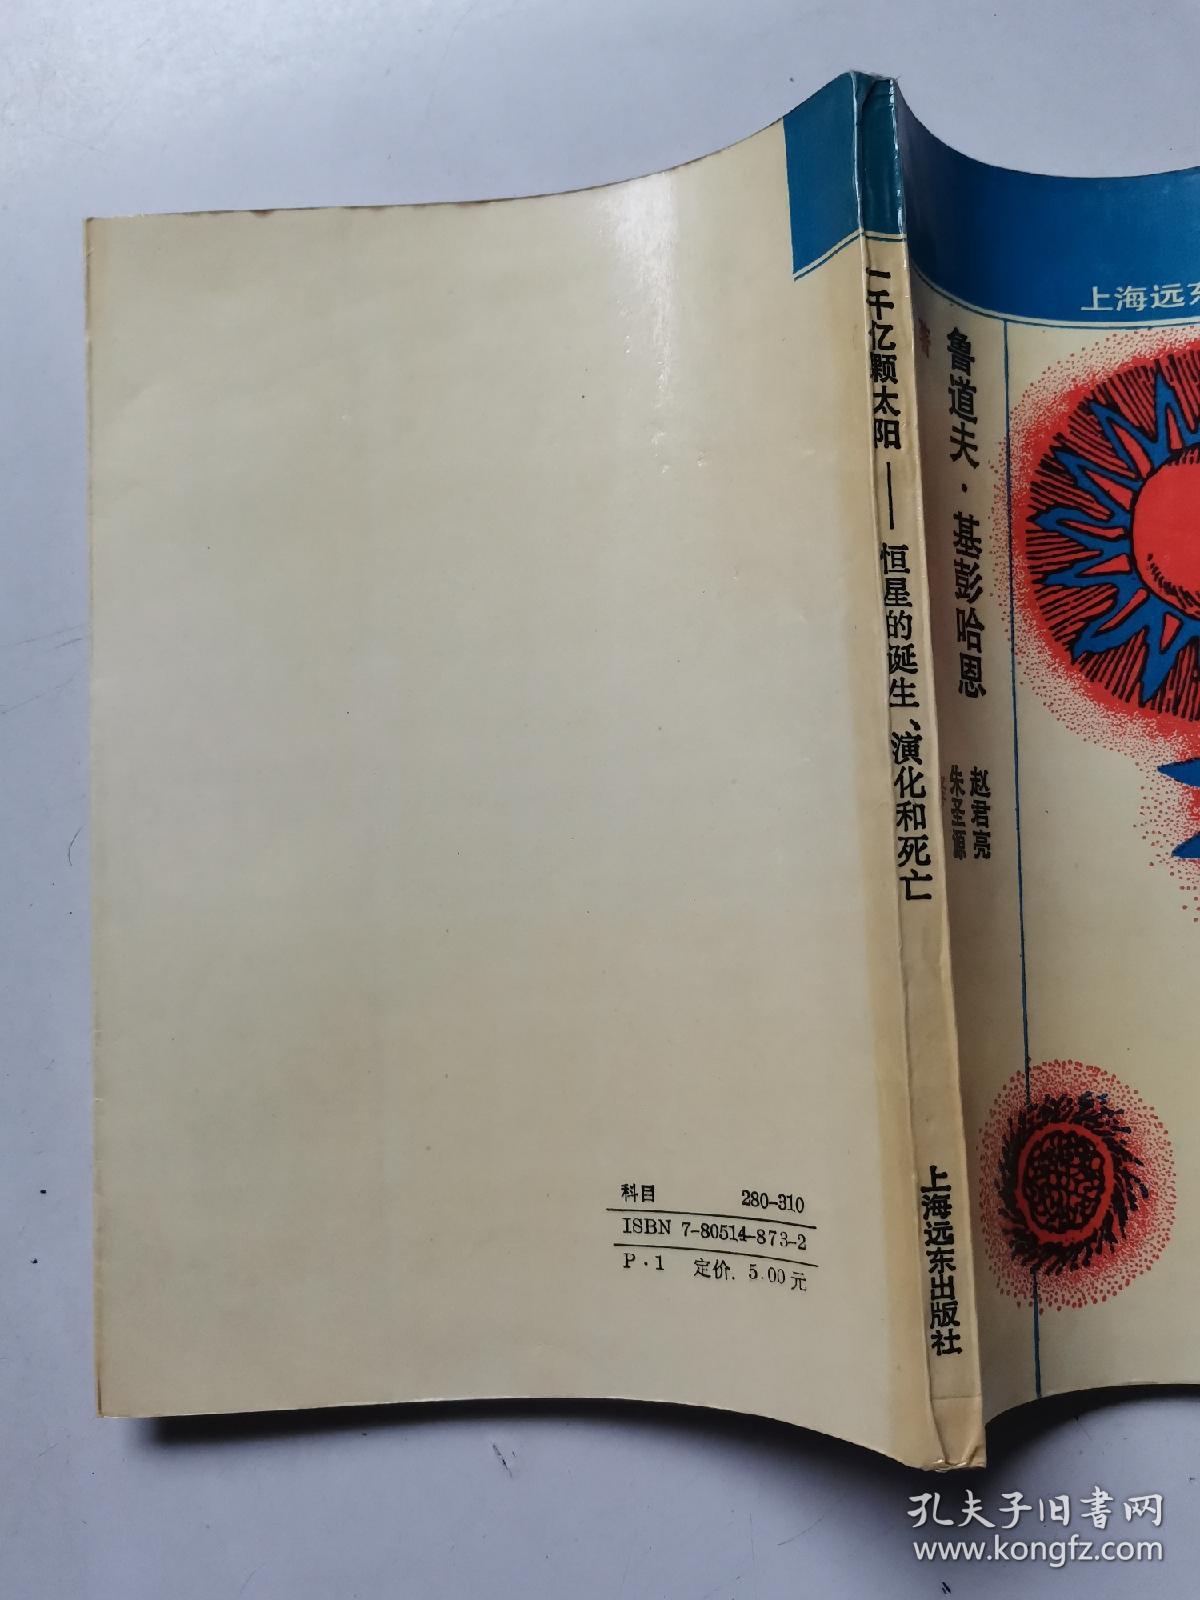 一千亿颗太阳——恒星的诞生、演化和死亡
上海远东出版社
上海远东
鲁道夫·基彭哈恩
著
赵君亮
朱圣源
科目 280-310
ISBN 7-80514-873-2
P·1 定价.5.00元
孔夫子旧书网
www.kongfz.com